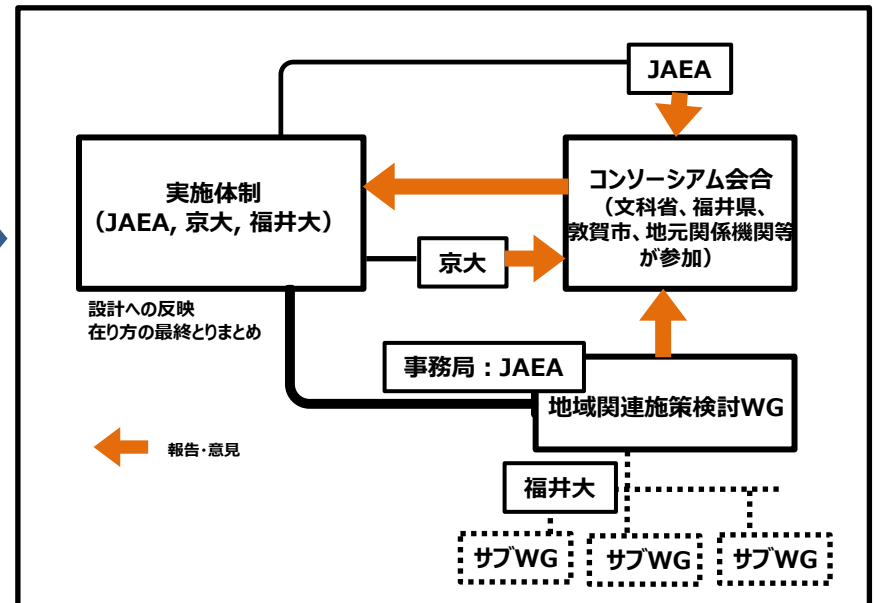 JAEA
実施体制
（JAEA, 京大, 福井大）
コンソーシアム会合
（文科省、福井県、
敦賀市、地元関係機関等
が参加）
京大
設計への反映
在り方の最終とりまとめ
事務局：JAEA
地域関連施策検討WG
報告・意見
福井大
サブWG
サブWG
サブWG